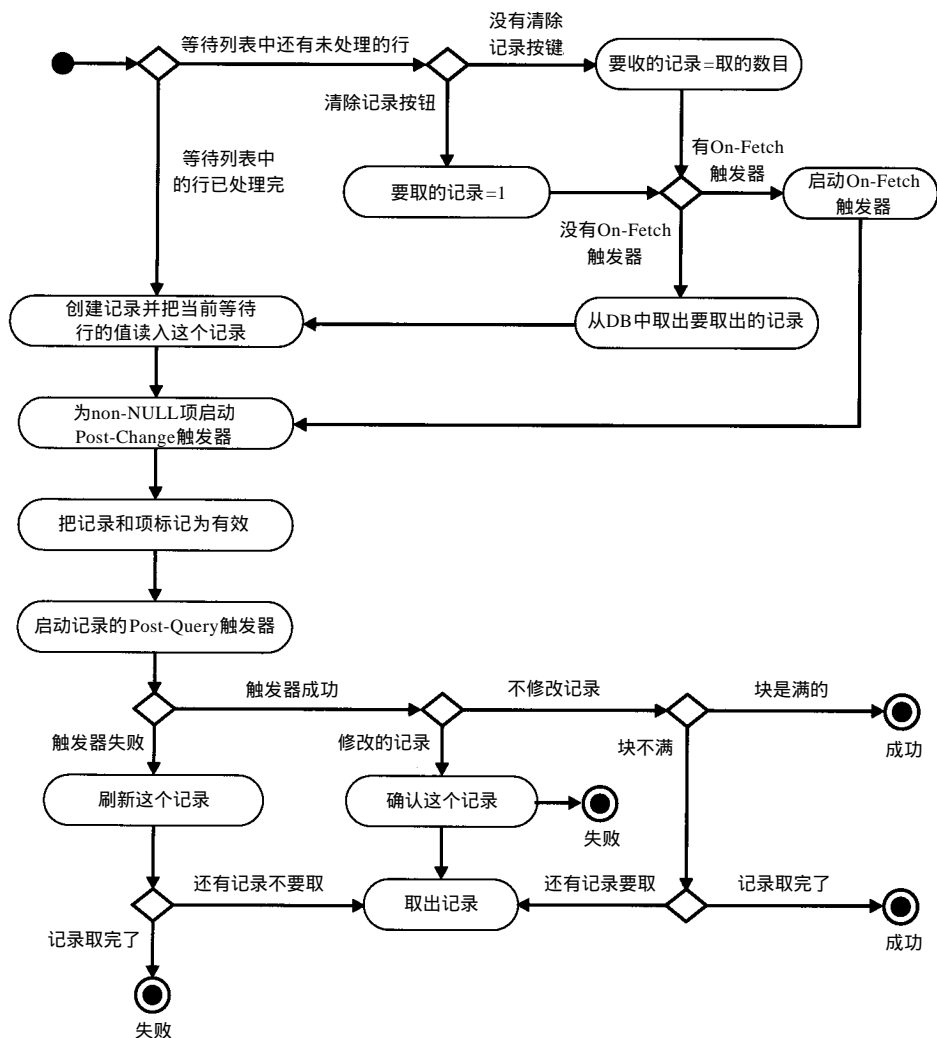 等待列表中还有未处理的行
没有清除
记录按键
要收的记录=取的数目
清除记录按钮
等待列表中
的行已处理完
有On-Fetch
触发器
要取的记录=1
启动On-Fetch
触发器
没有On-Fetch
触发器
创建记录并把当前等待
行的值读入这个记录
从DB中取出要取出的记录
为non-NULL项启动
Post-Change触发器
把记录和项标记为有效
启动记录的Post-Query触发器
触发器成功
不修改记录
块是满的
触发器失败
修改的记录
块不满
成功
刷新这个记录
确认这个记录
失败
还有记录不要取
取出记录
还有记录要取
记录取完了
记录取完了
成功
失败